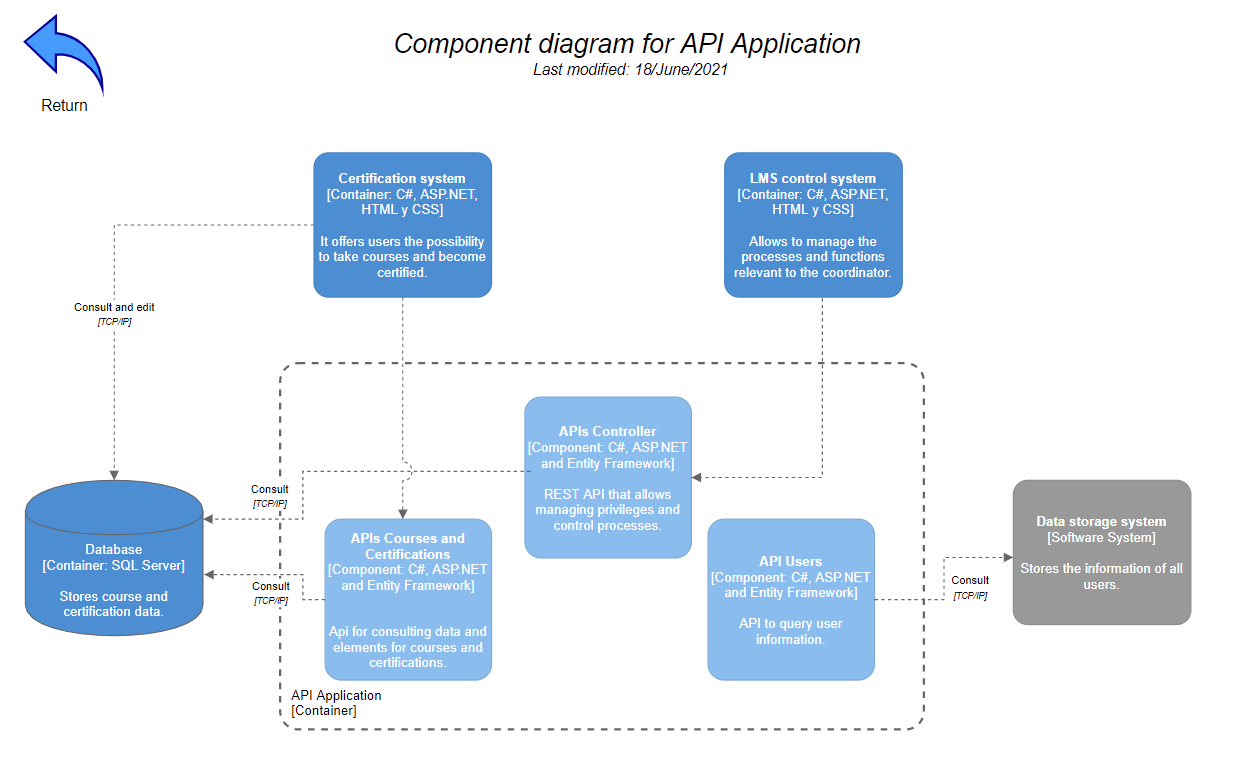 Component diagram for API Application
Last modified: 18/June/2021
Return
Certification system
[Container: C#, ASP.NET,
HTML y CSS]
It offers users the possibility
to take courses and become
certified.
LMS control system
[Container: C#, ASP.NET,
HTML y CSS]
Allows to manage the
processes and functions
relevant to the coordinator.
Consult and edit
[TCP/IP]
APIs Controller
[Component: C#, ASP.NET
and Entity Framework]
REST API that allows
managing privileges and
control processes.
Consult
[TCP/IP]
Database
[Container: SQL Server]
Stores course and
certification data.
Consult
[TCP/IP]
APIs Courses and
Certifications
[Component: C#, ASP.NET
and Entity Framework]
Api for consulting data and
elements for courses and
certifications.
API Users
[Component: C#, ASP.NET
and Entity Framework]
API to query user
information.
Consult
[TCP/IP]
Data storage system
[Software System]
Stores the information of all
users.
API Application
[Container]